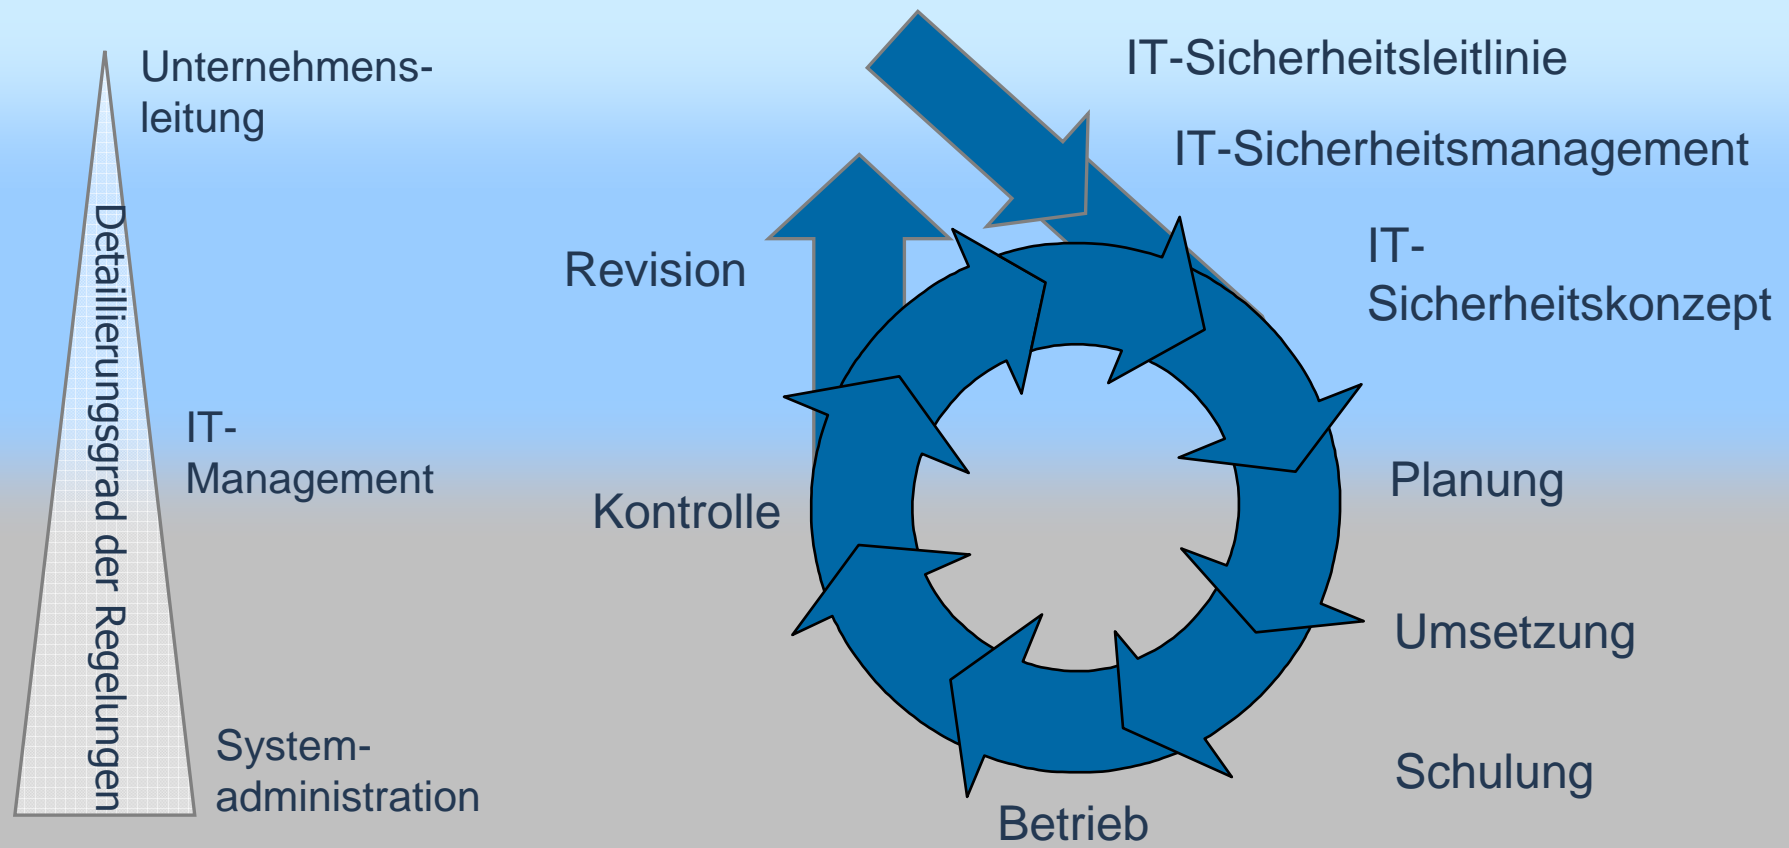 Unternehmens-
leitung
Detaillierungsgrad der Regelungen
IT-
Management
System-
administration
IT-Sicherheitsleitlinie
IT-Sicherheitsmanagement
IT-
Sicherheitskonzept
Planung
Umsetzung
Schulung
Betrieb
Kontrolle
Revision